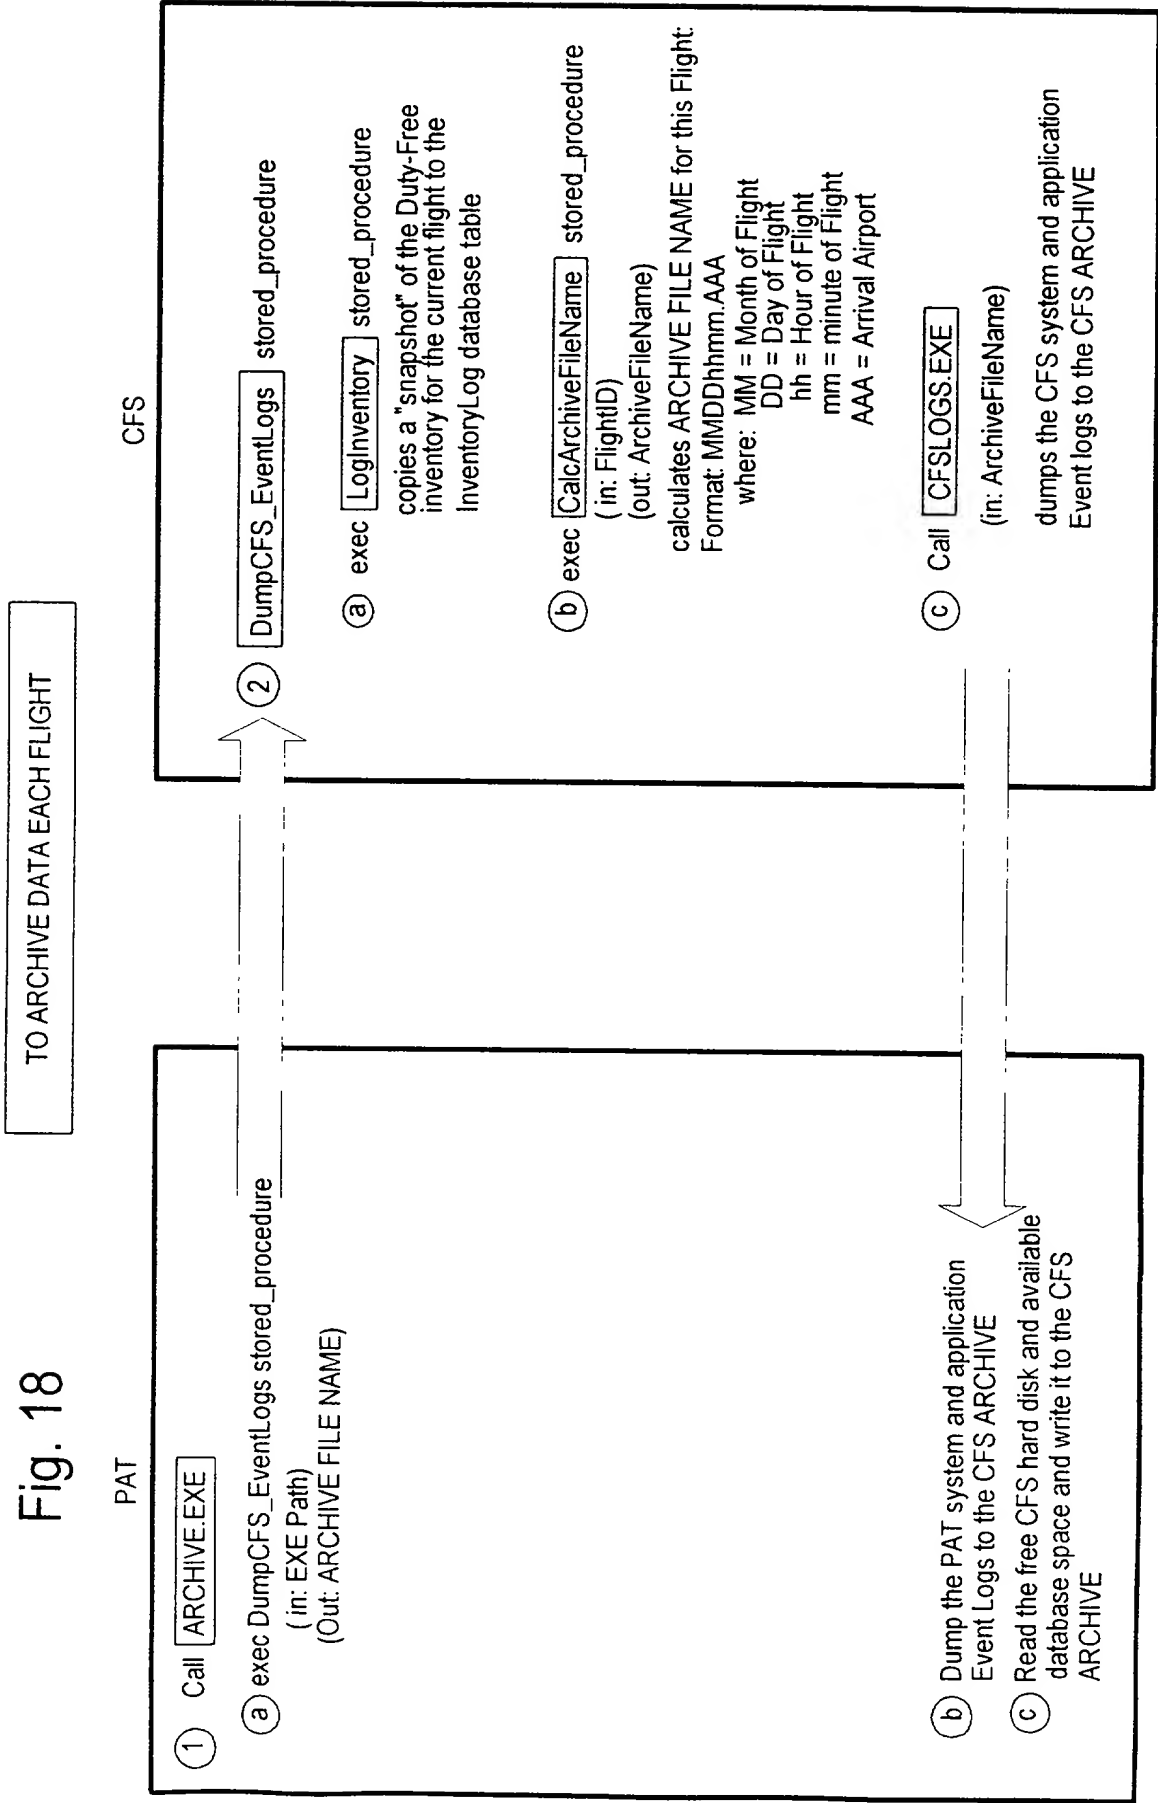 Fig. 18
TO ARCHIVE DATA EACH FLIGHT
PAT
1 Call ARCHIVE.EXE
a exec DumpCFS_EventLogs stored_procedure
( in: EXE Path)
(Out: ARCHIVE FILE NAME)
b Dump the PAT system and application
Event Logs to the CFS ARCHIVE
c Read the free CFS hard disk and available
database space and write it to the CFS
ARCHIVE
CFS
2 DumpCFS_EventLogs stored_procedure
a exec LogInventory stored_procedure
copies a "snapshot" of the Duty-Free
inventory for the current flight to the
InventoryLog database table
b exec CalcArchiveFileName stored_procedure
( in: FlightID)
(out: ArchiveFileName)
calculates ARCHIVE FILE NAME for this Flight:
Format: MMDDhhmm.AAA
where: MM = Month of Flight
DD = Day of Flight
hh = Hour of Flight
mm = minute of Flight
AAA = Arrival Airport
c Call CFSLOGS.EXE
(in: ArchiveFileName)
dumps the CFS system and application
Event logs to the CFS ARCHIVE